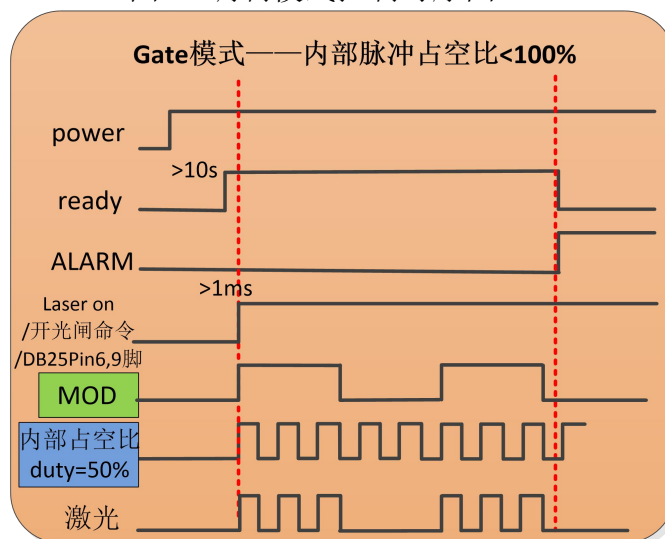 Gate模式——内部脉冲占空比<100%
power
>10s
ready
ALARM
>1ms
Laser on
/开光闸命令
/DB25Pin6,9脚
MOD
内部占空比
duty=50%
激光